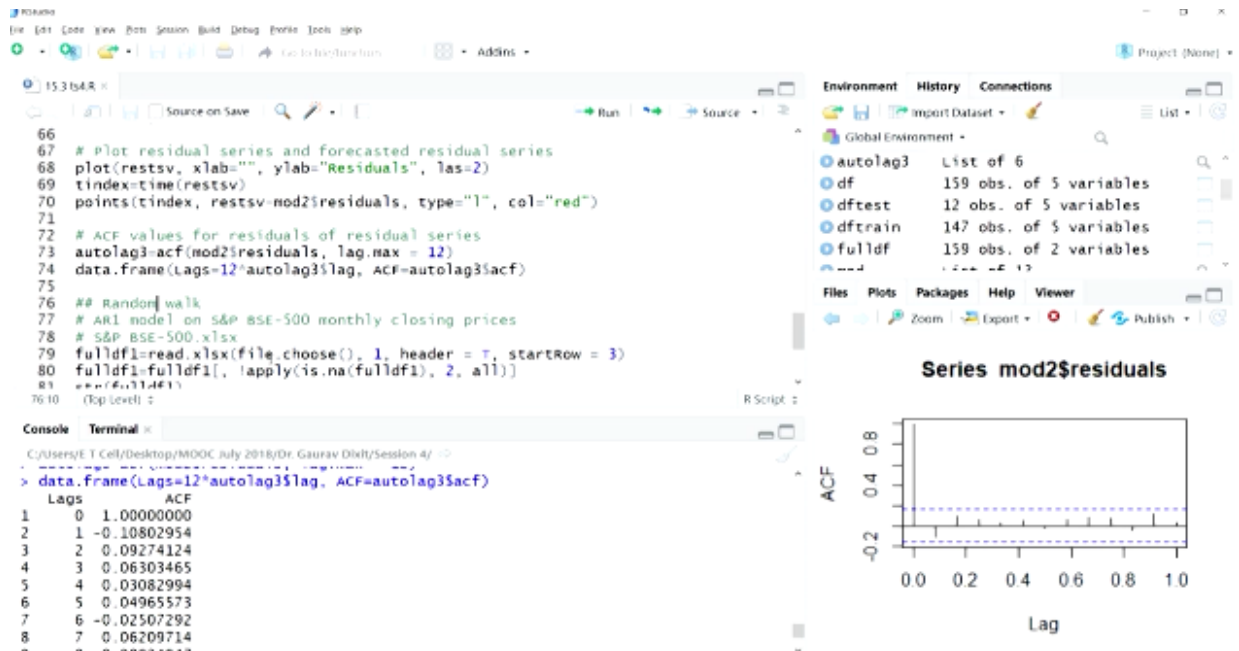 RStudio
File Edit Code View Plots Session Build Debug Profile Tools Help
Go to file/function Addins Project: (None)
15.3 ts4.R
Source on Save Run Source
66
67 # Plot residual series and forecasted residual series
68 plot(restsv, xlab="", ylab="Residuals", las=2)
69 tindex=time(restsv)
70 points(tindex, restsv-mod2$residuals, type="l", col="red")
71
72 # ACF values for residuals of residual series
73 autolag3=acf(mod2$residuals, lag.max = 12)
74 data.frame(Lags=12*autolag3$lag, ACF=autolag3$acf)
75
76 ## Random walk
77 # AR1 model on S&P BSE-500 monthly closing prices
78 # S&P BSE-500.xlsx
79 fulldf1=read.xlsx(file.choose(), 1, header = T, startRow = 3)
80 fulldf1=fulldf1[, !apply(is.na(fulldf1), 2, all)]
81 str(fulldf1)
76:10 (Top Level) R Script
Console Terminal
C:/Users/E T Cell/Desktop/MOOC July 2018/Dr. Gaurav Dixit/Session 4/
> data.frame(Lags=12*autolag3$lag, ACF=autolag3$acf)
Lags ACF
1 0 1.00000000
2 1 -0.10802954
3 2 0.09274124
4 3 0.06303465
5 4 0.03082994
6 5 0.04965573
7 6 -0.02507292
8 7 0.06209714
Environment History Connections
Import Dataset List
Global Environment
autolag3 List of 6
df 159 obs. of 5 variables
dftest 12 obs. of 5 variables
dftrain 147 obs. of 5 variables
fulldf 159 obs. of 2 variables
Files Plots Packages Help Viewer
Zoom Export Publish
Series mod2$residuals
ACF
0.8
0.4
-0.2
0.0 0.2 0.4 0.6 0.8 1.0
Lag